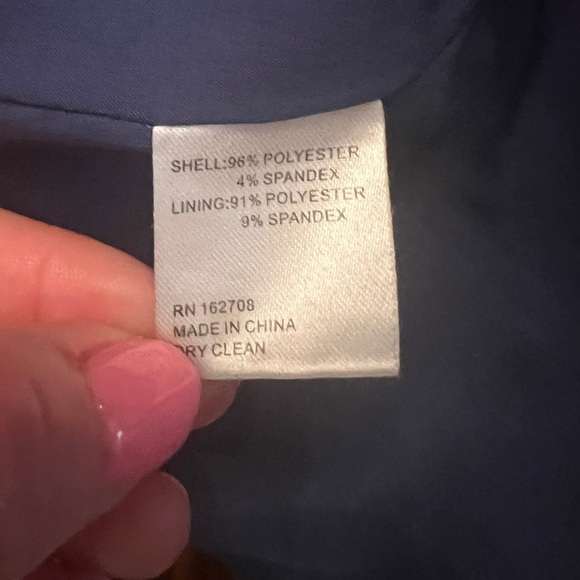 SHELL:96% POLYESTER
4% SPANDEX
LINING:91% POLYESTER
9% SPANDEX
RN 162708
MADE IN CHINA
DRY CLEAN